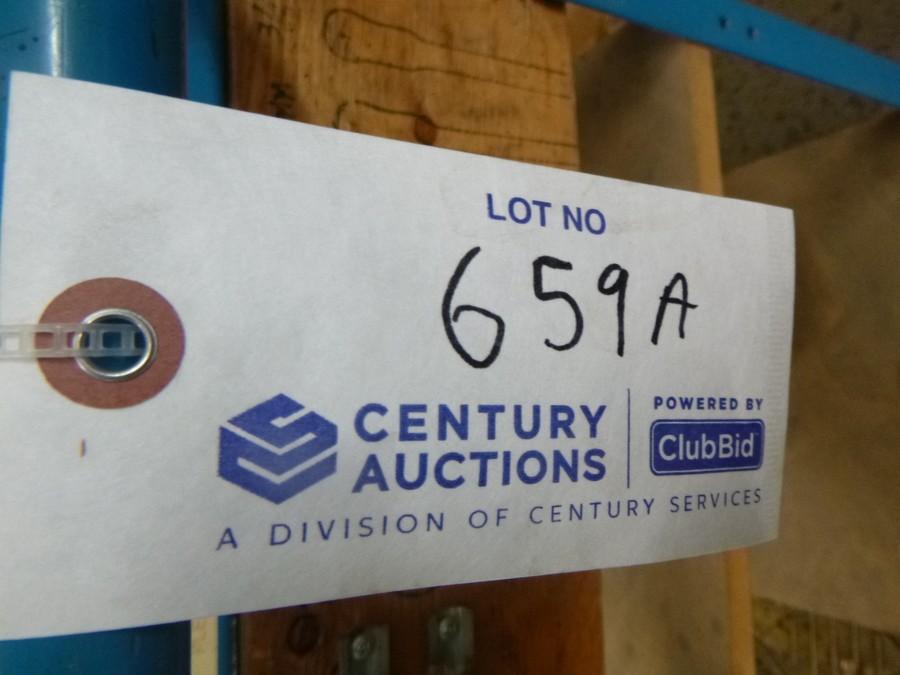 LOT NO
659A
CENTURY AUCTIONS
POWERED BY
ClubBid
A DIVISION OF CENTURY SERVICES